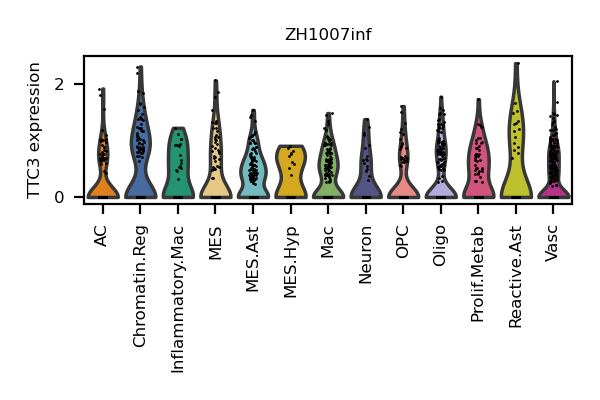 ZH1007inf
TTC3 expression
2
0
AC
Chromatin.Reg
Inflammatory.Mac
MES
MES.Ast
MES.Hyp
Mac
Neuron
OPC
Oligo
Prolif.Metab
Reactive.Ast
Vasc